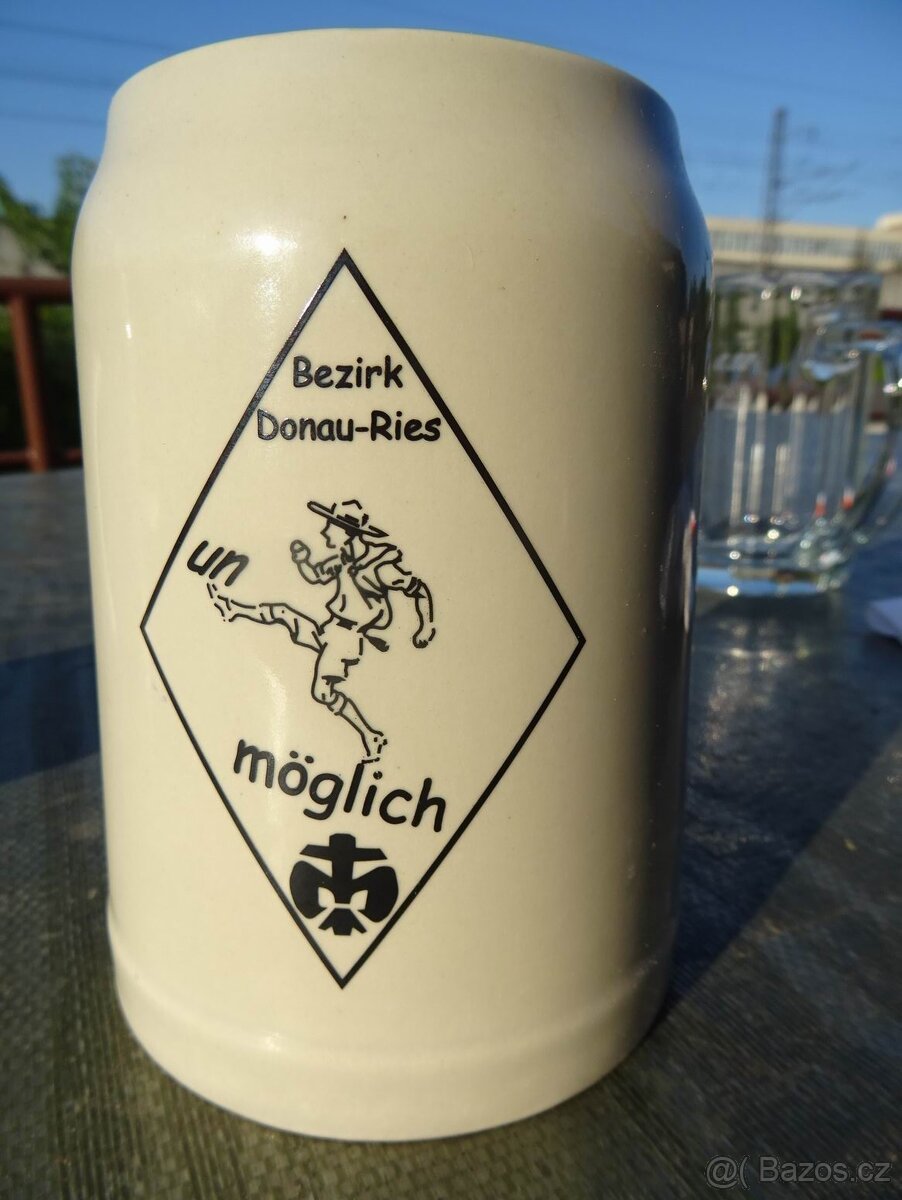 Bezirk
Donau-Ries
un
möglich
@( Bazos.cz